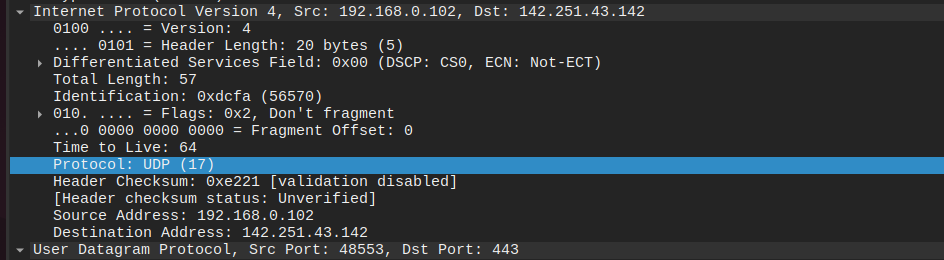 Internet Protocol Version 4, Src: 192.168.0.102, Dst: 142.251.43.142
0100 .... = Version: 4
.... 0101 = Header Length: 20 bytes (5)
Differentiated Services Field: 0x00 (DSCP: CS0, ECN: Not-ECT)
Total Length: 57
Identification: 0xdcfa (56570)
010. .... = Flags: 0x2, Don't fragment
...0 0000 0000 0000 = Fragment Offset: 0
Time to Live: 64
Protocol: UDP (17)
Header Checksum: 0xe221 [validation disabled]
[Header checksum status: Unverified]
Source Address: 192.168.0.102
Destination Address: 142.251.43.142
User Datagram Protocol, Src Port: 48553, Dst Port: 443